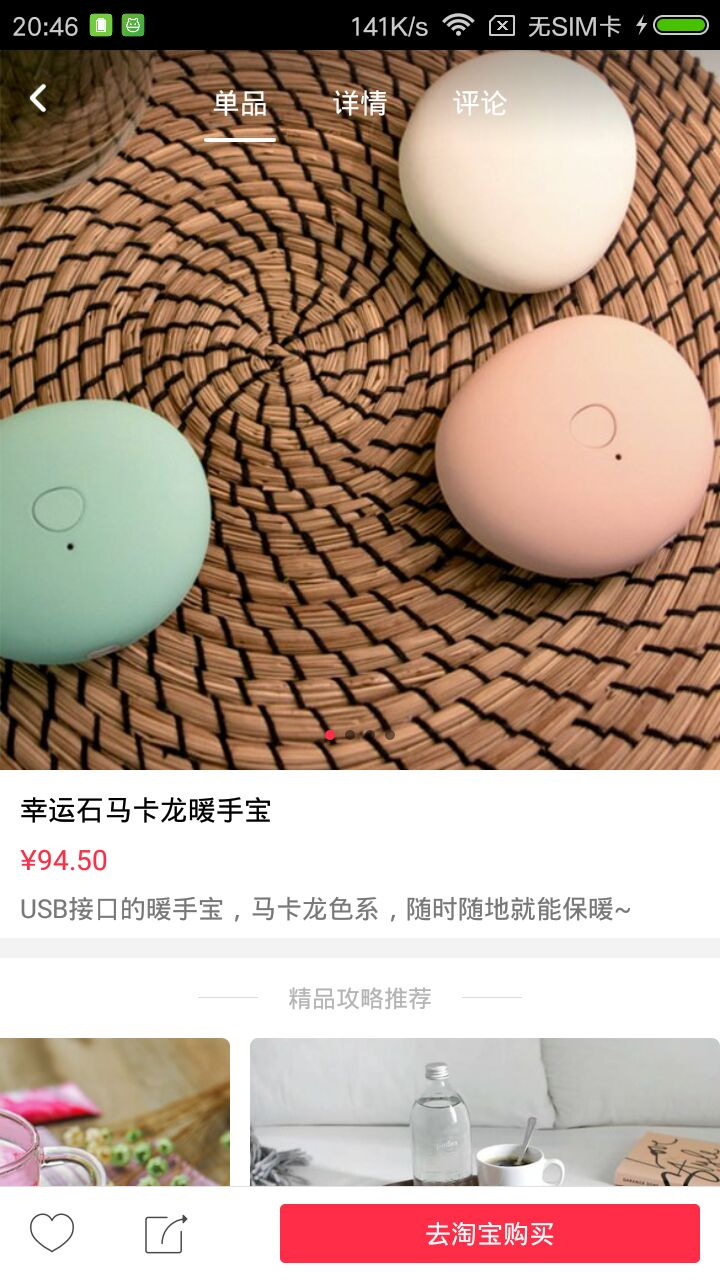 20:46 141K/s 无SIM卡
单品 详情 评论
幸运石马卡龙暖手宝
¥94.50
USB接口的暖手宝，马卡龙色系，随时随地就能保暖~
精品攻略推荐
去淘宝购买